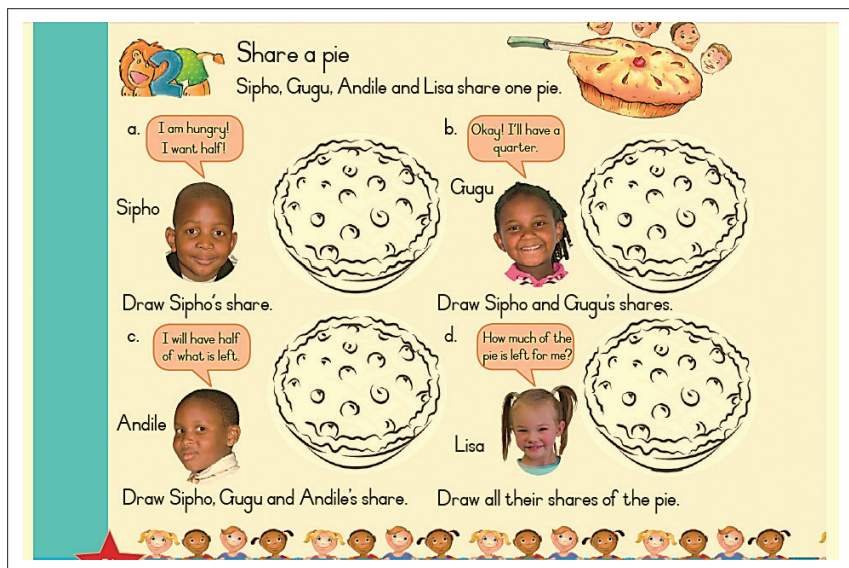 2
Share a pie
Sipho, Gugu, Andile and Lisa share one pie.
a.
I am hungry!
I want half!
Sipho
Draw Sipho's share.
b.
Okay! I'll have a
quarter.
Gugu
Draw Sipho and Gugu's shares.
c.
I will have half
of what is left.
Andile
Draw Sipho, Gugu and Andile's share.
d.
How much of the
pie is left for me?
Lisa
Draw all their shares of the pie.